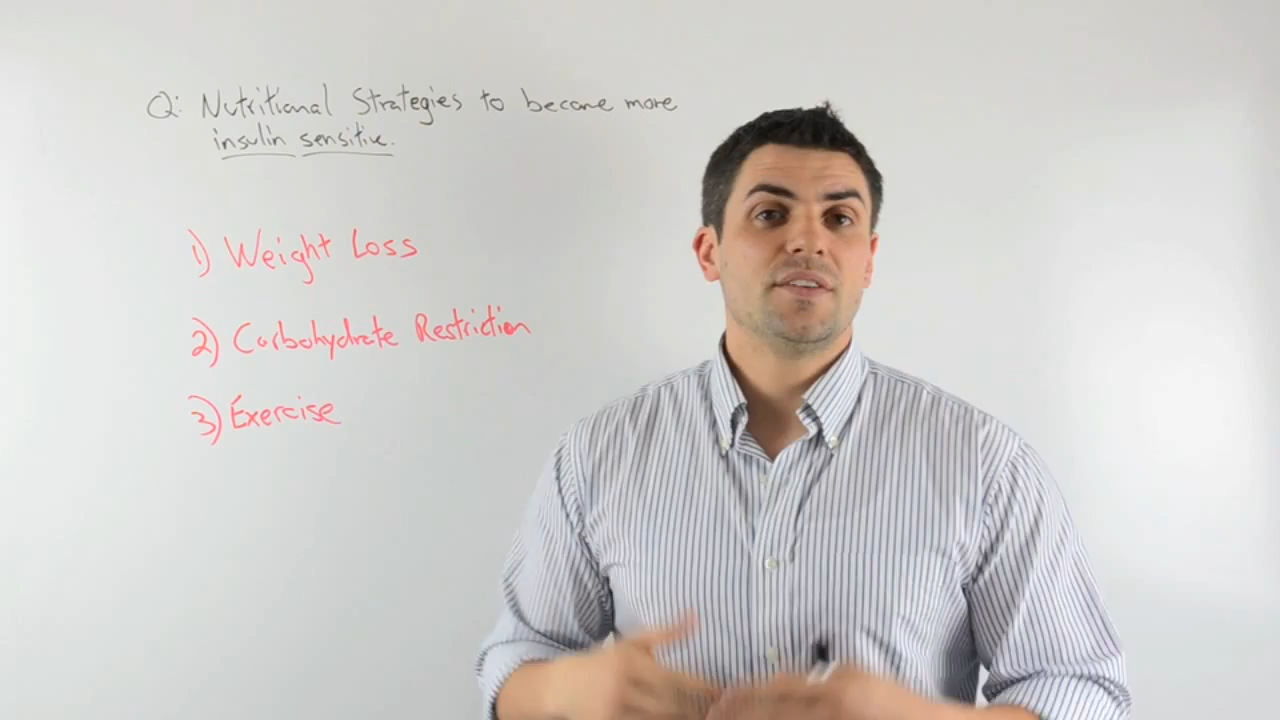 Q: Nutritional Strategies to become more
insulin sensitive.
1) Weight Loss
2) Carbohydrate Restriction
3) Exercise